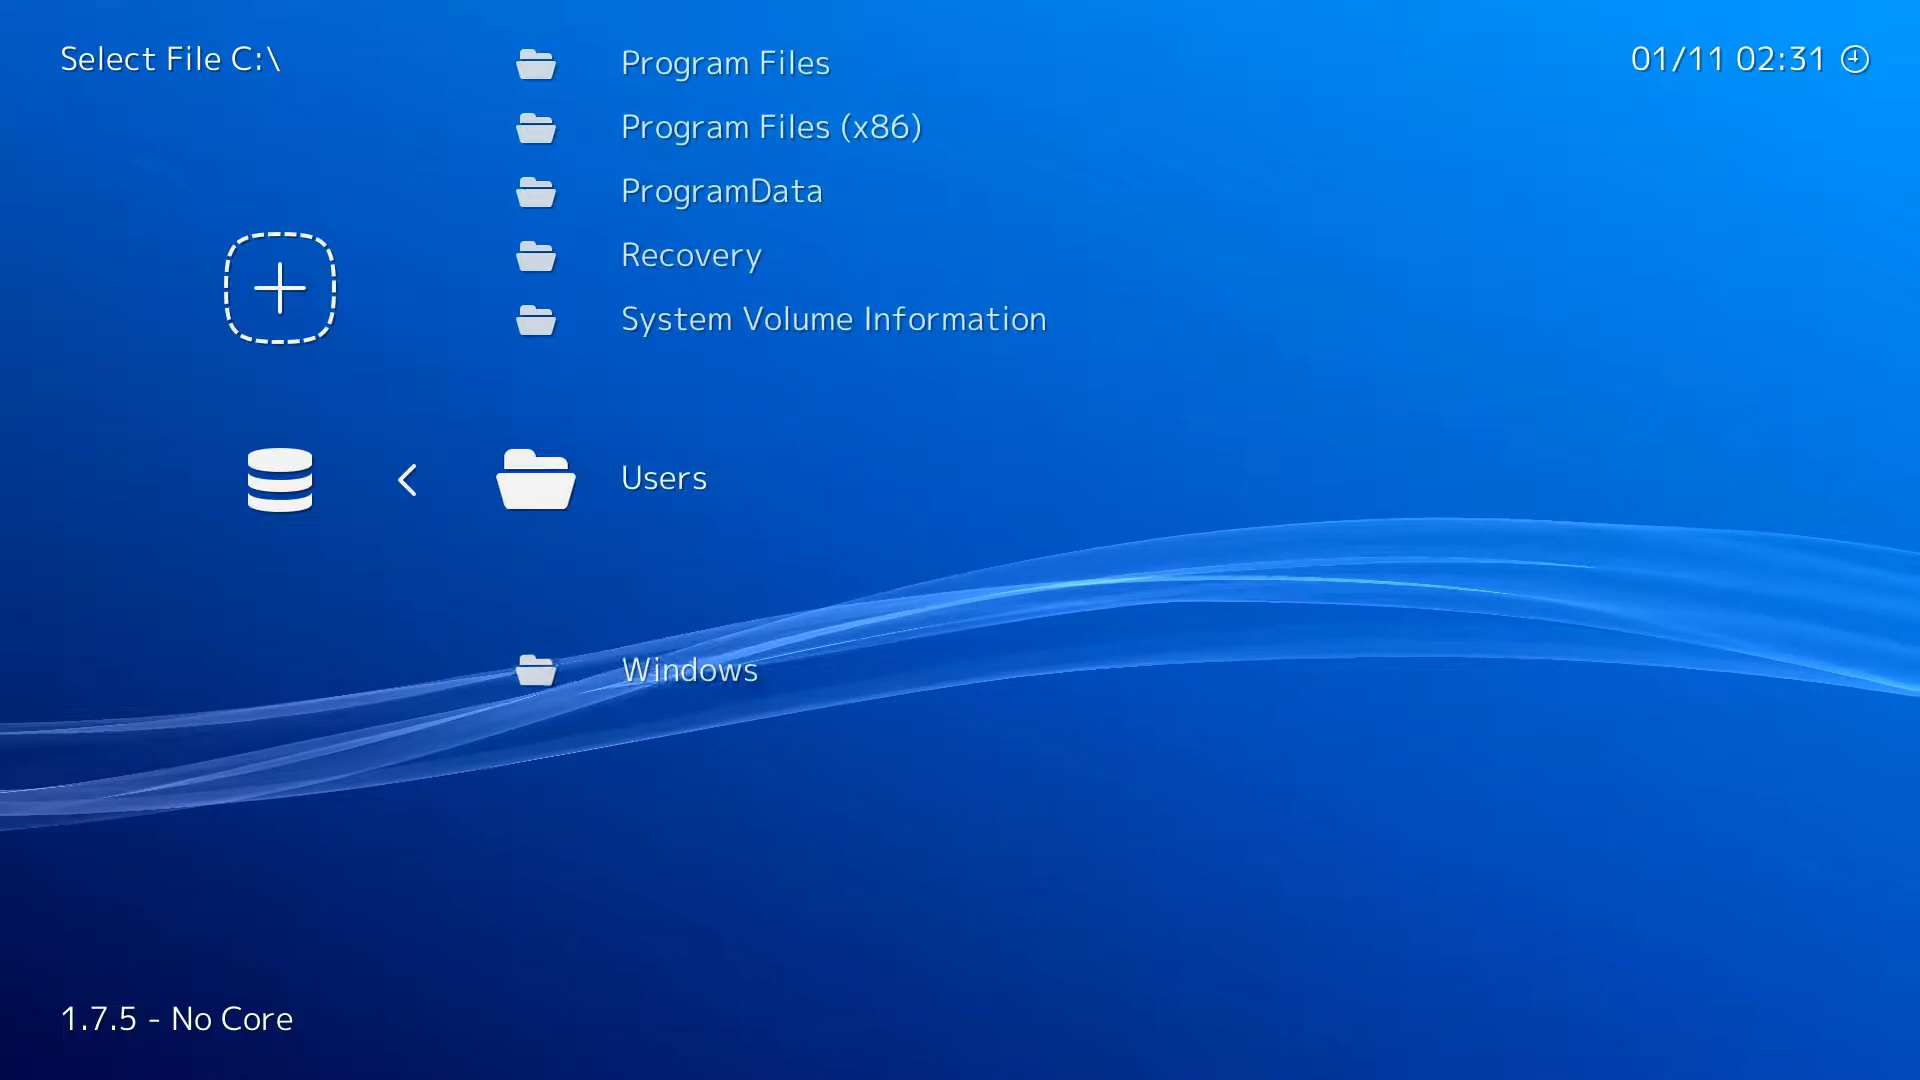 Select File C:\
01/11 02:31
Program Files
Program Files (x86)
ProgramData
Recovery
System Volume Information
Users
Windows
1.7.5 - No Core